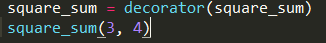 square_sum = decorator(square_sum)
square_sum(3, 4)